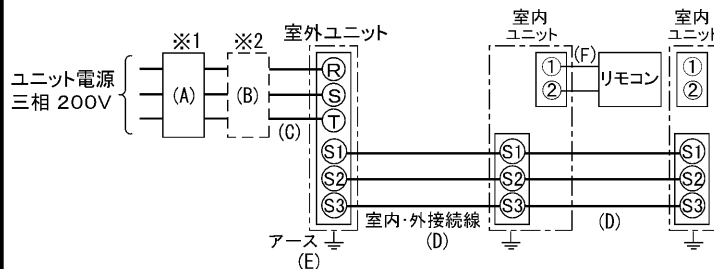 ※1
※2
室外ユニット
室内
ユニット
室内
ユニット
ユニット電源
三相 200V
(A)
(B)
(C)
R
S
T
S1
S2
S3
①
②
(F)
リモコン
①
②
S1
S2
S3
S1
S2
S3
室内・外接続線
(D)
(D)
アース
(E)